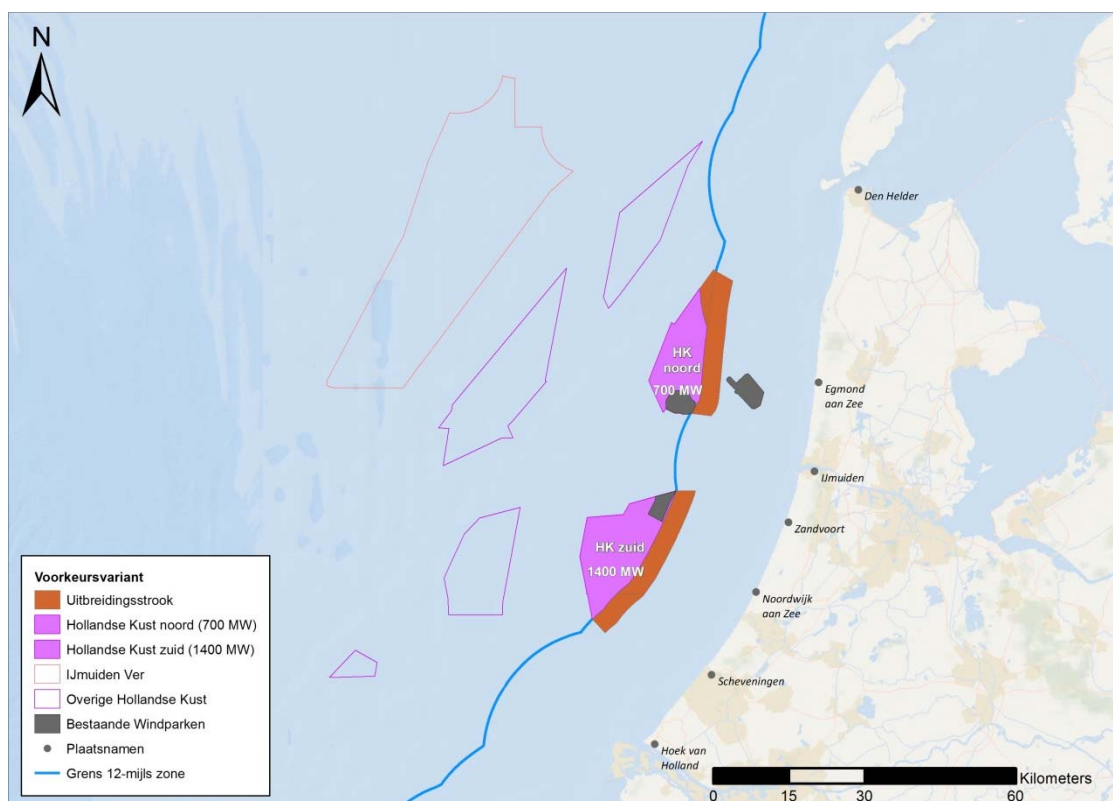 N
Den Helder
HK
noord
700 MW
Egmond
aan Zee
IJmuiden
Zandvoort
HK zuid
1400 MW
Noordwijk
aan Zee
Scheveningen
Hoek van
Holland
Voorkeursvariant
Uitbreidingsstrook
Hollandse Kust noord (700 MW)
Hollandse Kust zuid (1400 MW)
IJmuiden Ver
Overige Hollandse Kust
Bestaande Windparken
Plaatsnamen
Grens 12-mijls zone
Kilometers
0 15 30 60